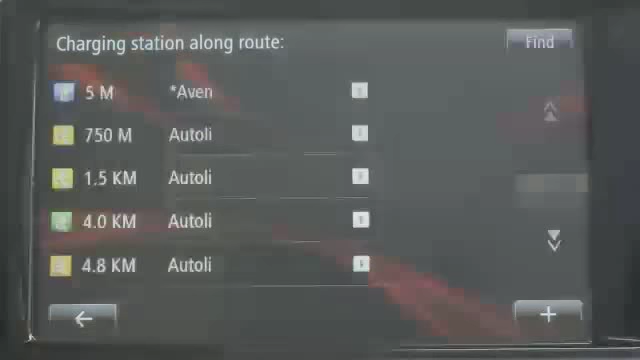 Charging station along route:
Find
5 M *Aven
750 M Autoli
1.5 KM Autoli
4.0 KM Autoli
4.8 KM Autoli